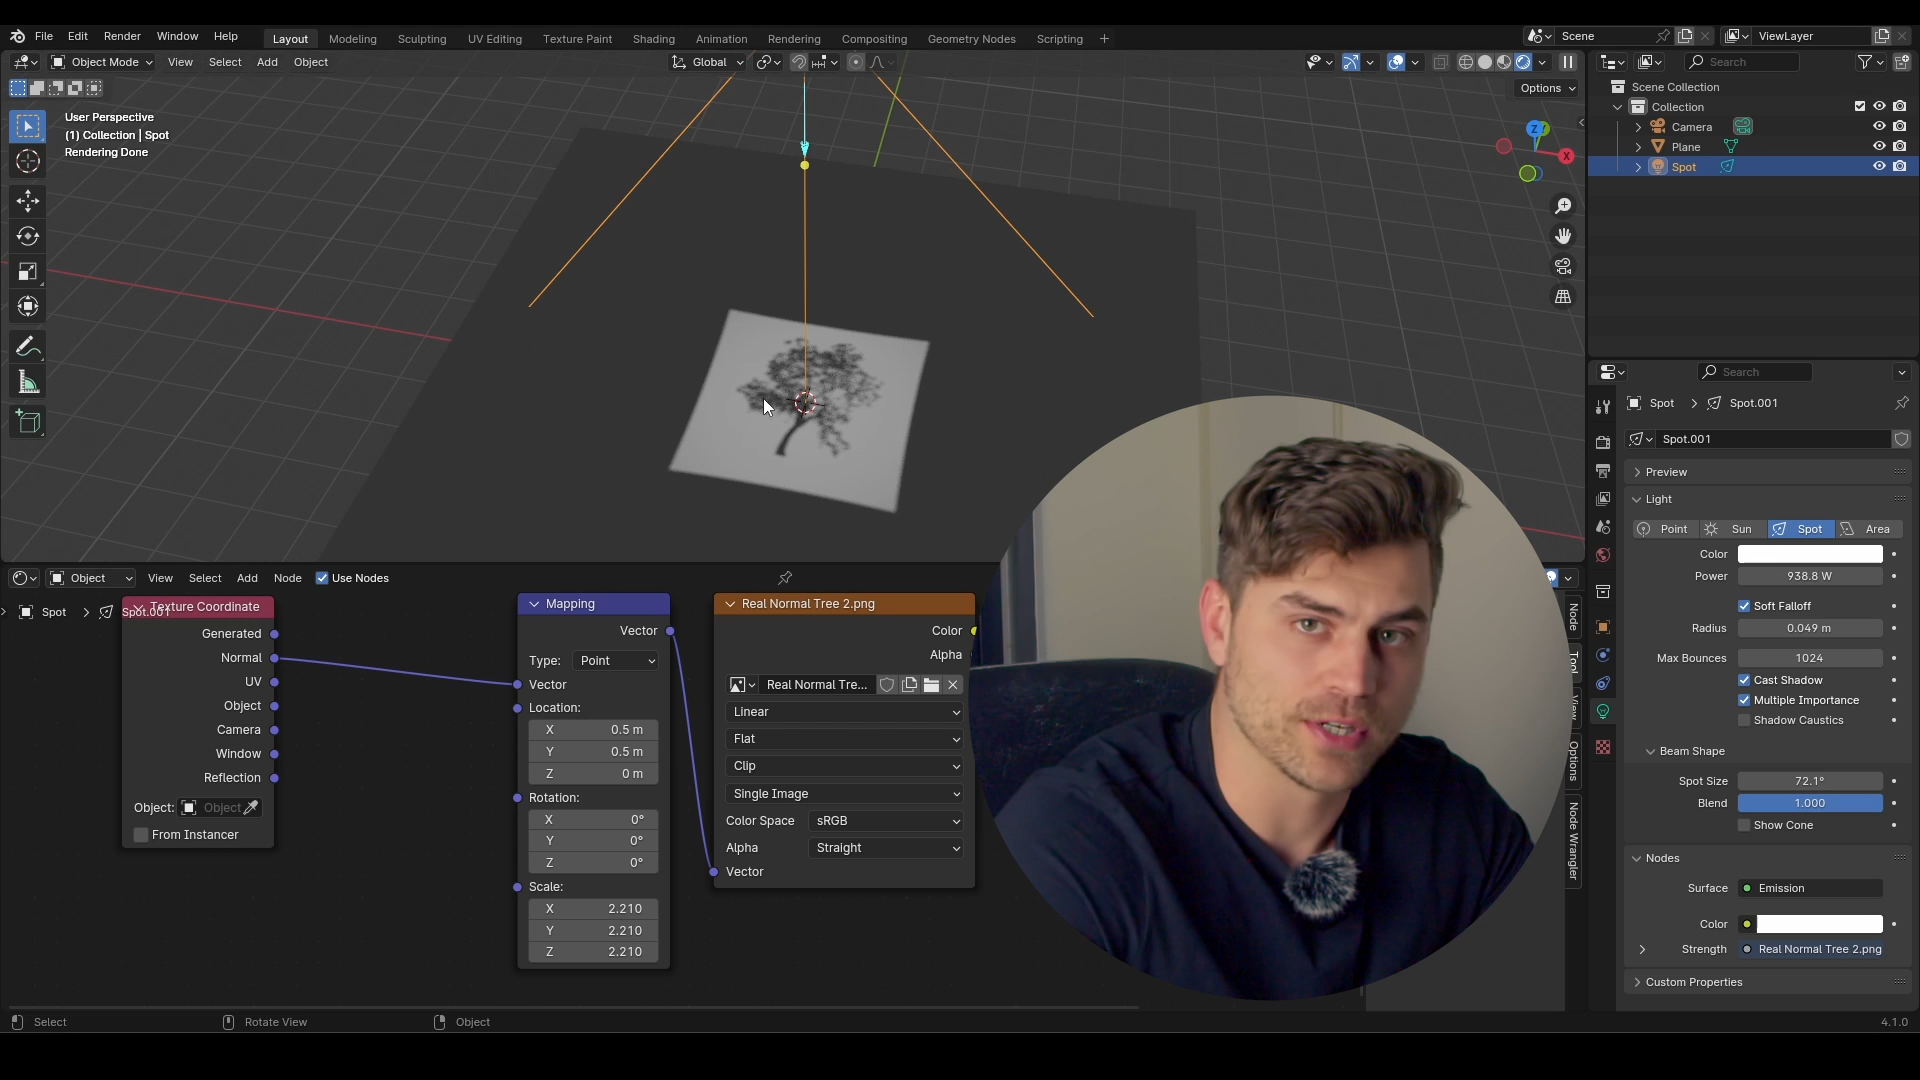 File Edit Render Window Help Layout Modeling Sculpting UV Editing Texture Paint Shading Animation Rendering Compositing Geometry Nodes Scripting + Scene ViewLayer
Object Mode View Select Add Object Global Search
Options
User Perspective
(1) Collection | Spot
Rendering Done
Z
X
Scene Collection
Collection
Camera
Plane
Spot
Search
Spot > Spot.001
Spot.001
Preview
Light
Point Sun Spot Area
Color
Power 938.8 W
Soft Falloff
Radius 0.049 m
Max Bounces 1024
Cast Shadow
Multiple Importance
Shadow Caustics
Beam Shape
Spot Size 72.1°
Blend 1.000
Show Cone
Nodes
Surface Emission
Color
Strength Real Normal Tree 2.png
Custom Properties
Object View Select Add Node Use Nodes
Spot > Spot.001
Texture Coordinate
Generated
Normal
UV
Object
Camera
Window
Reflection
Object: Object
From Instancer
Mapping
Vector
Type: Point
Vector
Location:
X 0.5 m
Y 0.5 m
Z 0 m
Rotation:
X 0°
Y 0°
Z 0°
Scale:
X 2.210
Y 2.210
Z 2.210
Real Normal Tree 2.png
Color
Alpha
Real Normal Tre...
Linear
Flat
Clip
Single Image
Color Space sRGB
Alpha Straight
Vector
Node
Tool
View
Options
Node Wrangler
Select Rotate View Object 4.1.0